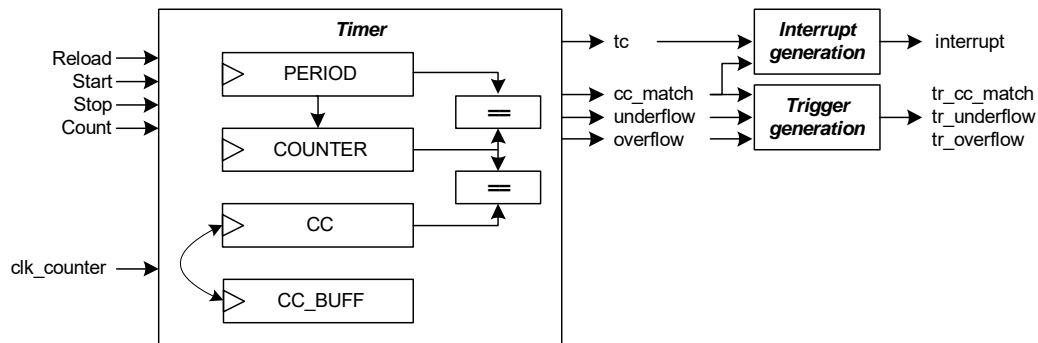 Timer
Reload
Start
Stop
Count
clk_counter
PERIOD
==
COUNTER
==
CC
CC_BUFF
tc
cc_match
underflow
overflow
Interrupt
generation
interrupt
Trigger
generation
tr_cc_match
tr_underflow
tr_overflow